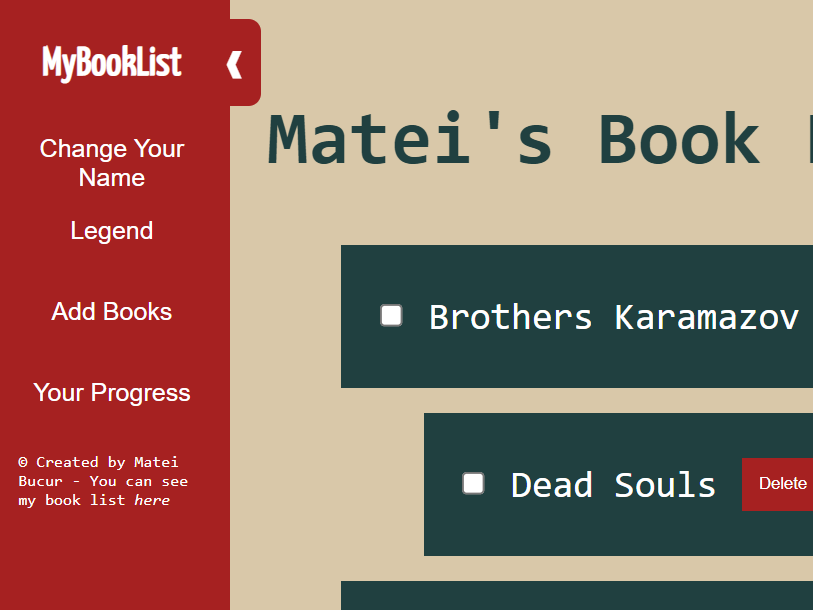 MyBookList
Change Your
Name
Legend
Add Books
Your Progress
© Created by Matei
Bucur - You can see
my book list here
Matei's Book
Brothers Karamazov
Dead Souls
Delete